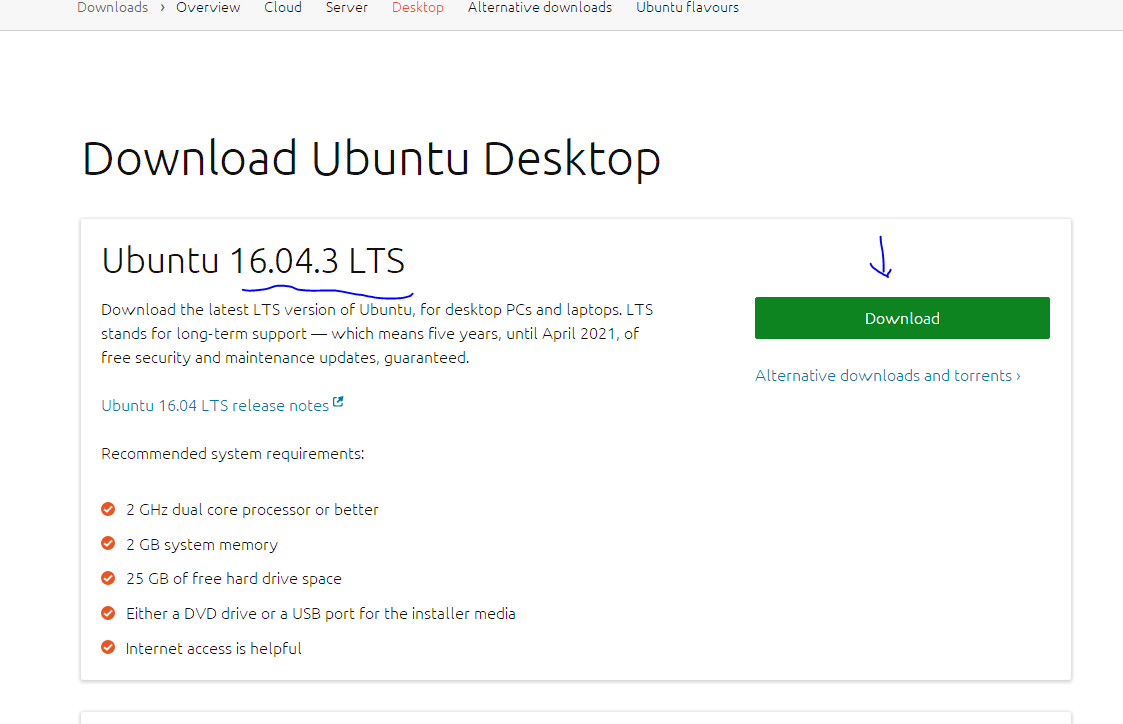 Downloads › Overview Cloud Server Desktop Alternative downloads Ubuntu flavours
Download Ubuntu Desktop
Ubuntu 16.04.3 LTS
Download the latest LTS version of Ubuntu, for desktop PCs and laptops. LTS
stands for long-term support — which means five years, until April 2021, of
free security and maintenance updates, guaranteed.
Ubuntu 16.04 LTS release notes
Recommended system requirements:
2 GHz dual core processor or better
2 GB system memory
25 GB of free hard drive space
Either a DVD drive or a USB port for the installer media
Internet access is helpful
Download
Alternative downloads and torrents ›